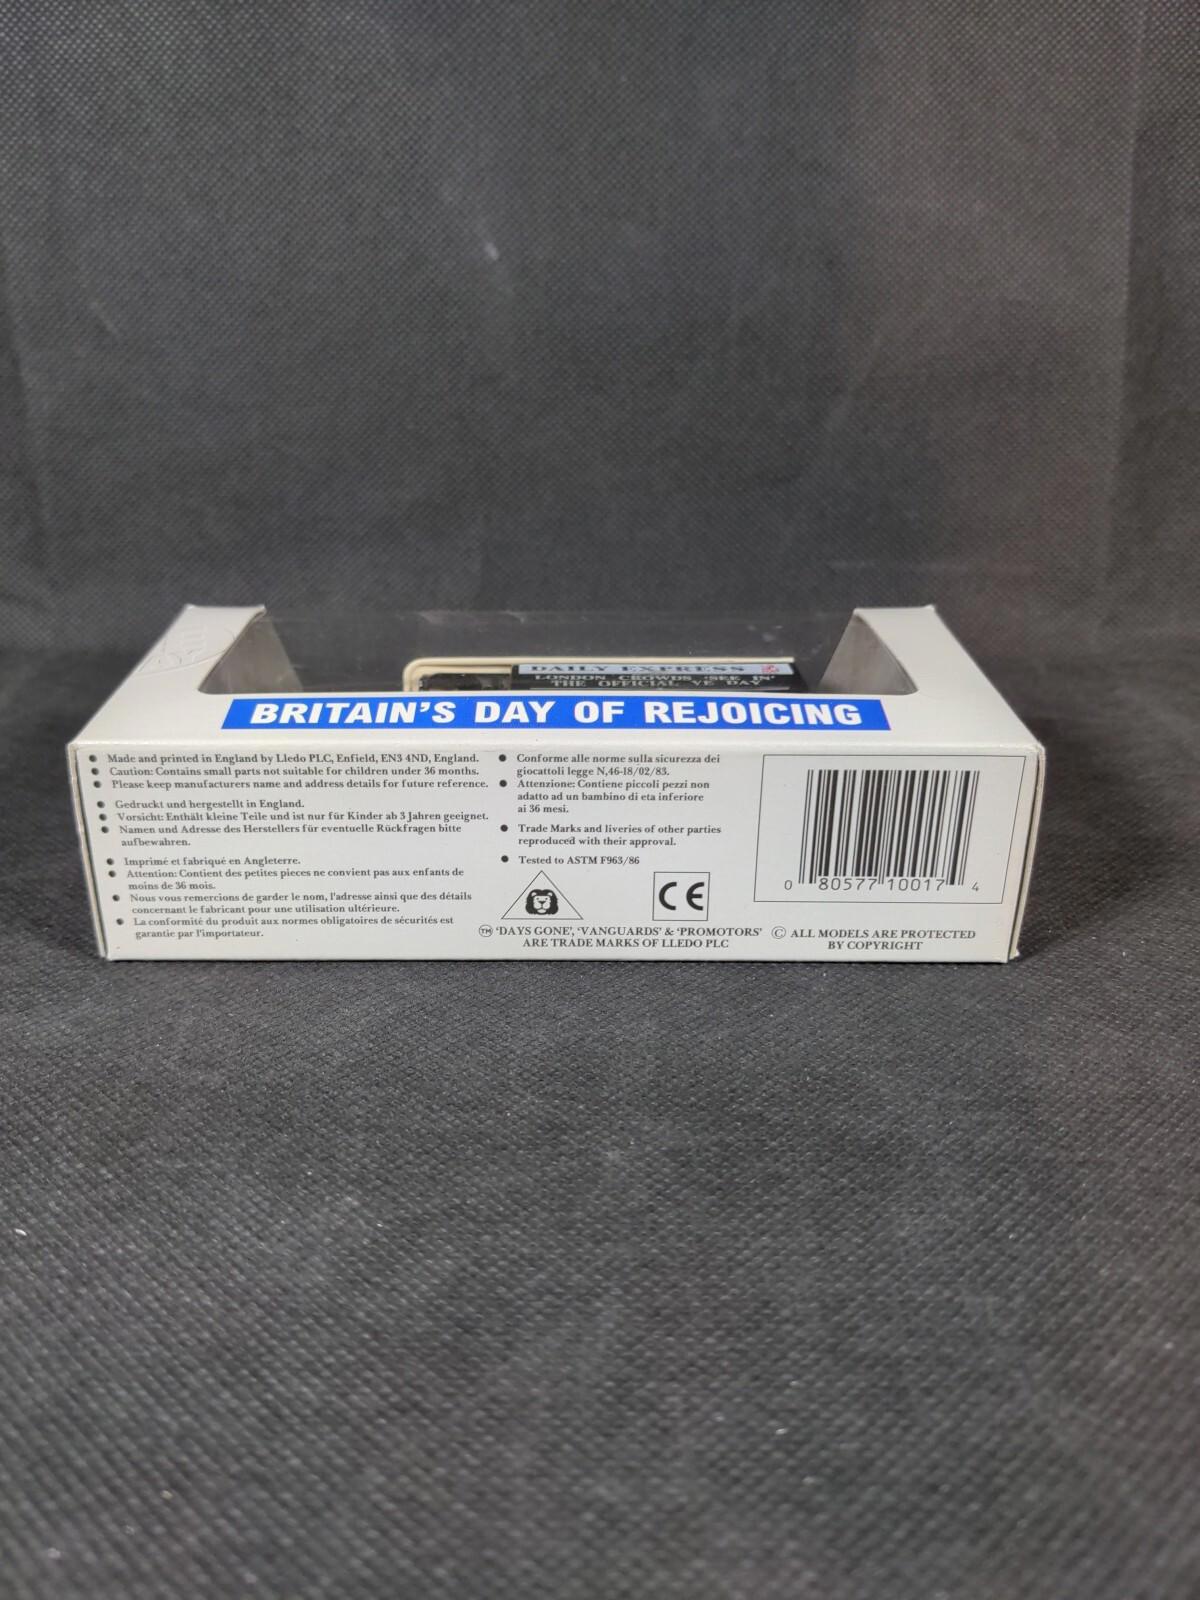 DAILY EXPRESS
LONDON CROWDS 'SEE IN'
THE OFFICIAL VE DAY
BRITAIN'S DAY OF REJOICING
Made and printed in England by Lledo PLC, Enfield, EN3 4ND, England.
Caution: Contains small parts not suitable for children under 36 months.
Please keep manufacturers name and address details for future reference.
Gedruckt und hergestellt in England.
Vorsicht: Enthält kleine Teile und ist nur für Kinder ab 3 Jahren geeignet.
Namen und Adresse des Herstellers für eventuelle Rückfragen bitte
aufbewahren.
Imprimé et fabriqué en Angleterre.
Attention: Contient des petites pieces ne convient pas aux enfants de
moins de 36 mois.
Nous vous remercions de garder le nom, l'adresse ainsi que des détails
concernant le fabricant pour une utilisation ultérieure.
La conformité du produit aux normes obligatoires de sécurités est
garantie par l'importateur.
Conforme alle norme sulla sicurezza dei
giocattoli legge N,46-18/02/83.
Attenzione: Contiene piccoli pezzi non
adatto ad un bambino di eta inferiore
ai 36 mesi.
Trade Marks and liveries of other parties
reproduced with their approval.
Tested to ASTM F963/86
CE
TM 'DAYS GONE', 'VANGUARDS' & 'PROMOTORS'
ARE TRADE MARKS OF LLEDO PLC
0 80577 10017 4
© ALL MODELS ARE PROTECTED
BY COPYRIGHT